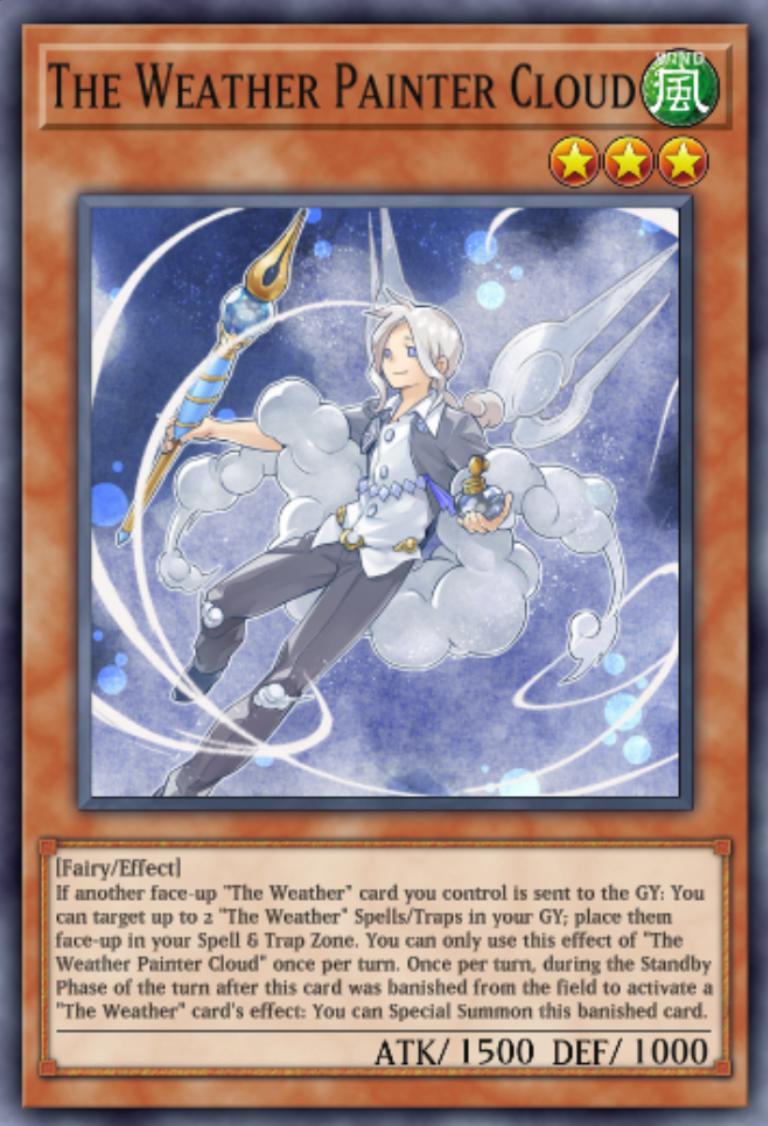 THE WEATHER PAINTER CLOUD
WIND
風
[Fairy/Effect]
If another face-up "The Weather" card you control is sent to the GY: You
can target up to 2 "The Weather" Spells/Traps in your GY; place them
face-up in your Spell & Trap Zone. You can only use this effect of "The
Weather Painter Cloud" once per turn. Once per turn, during the Standby
Phase of the turn after this card was banished from the field to activate a
"The Weather" card's effect: You can Special Summon this banished card.
ATK/ 1500 DEF/ 1000